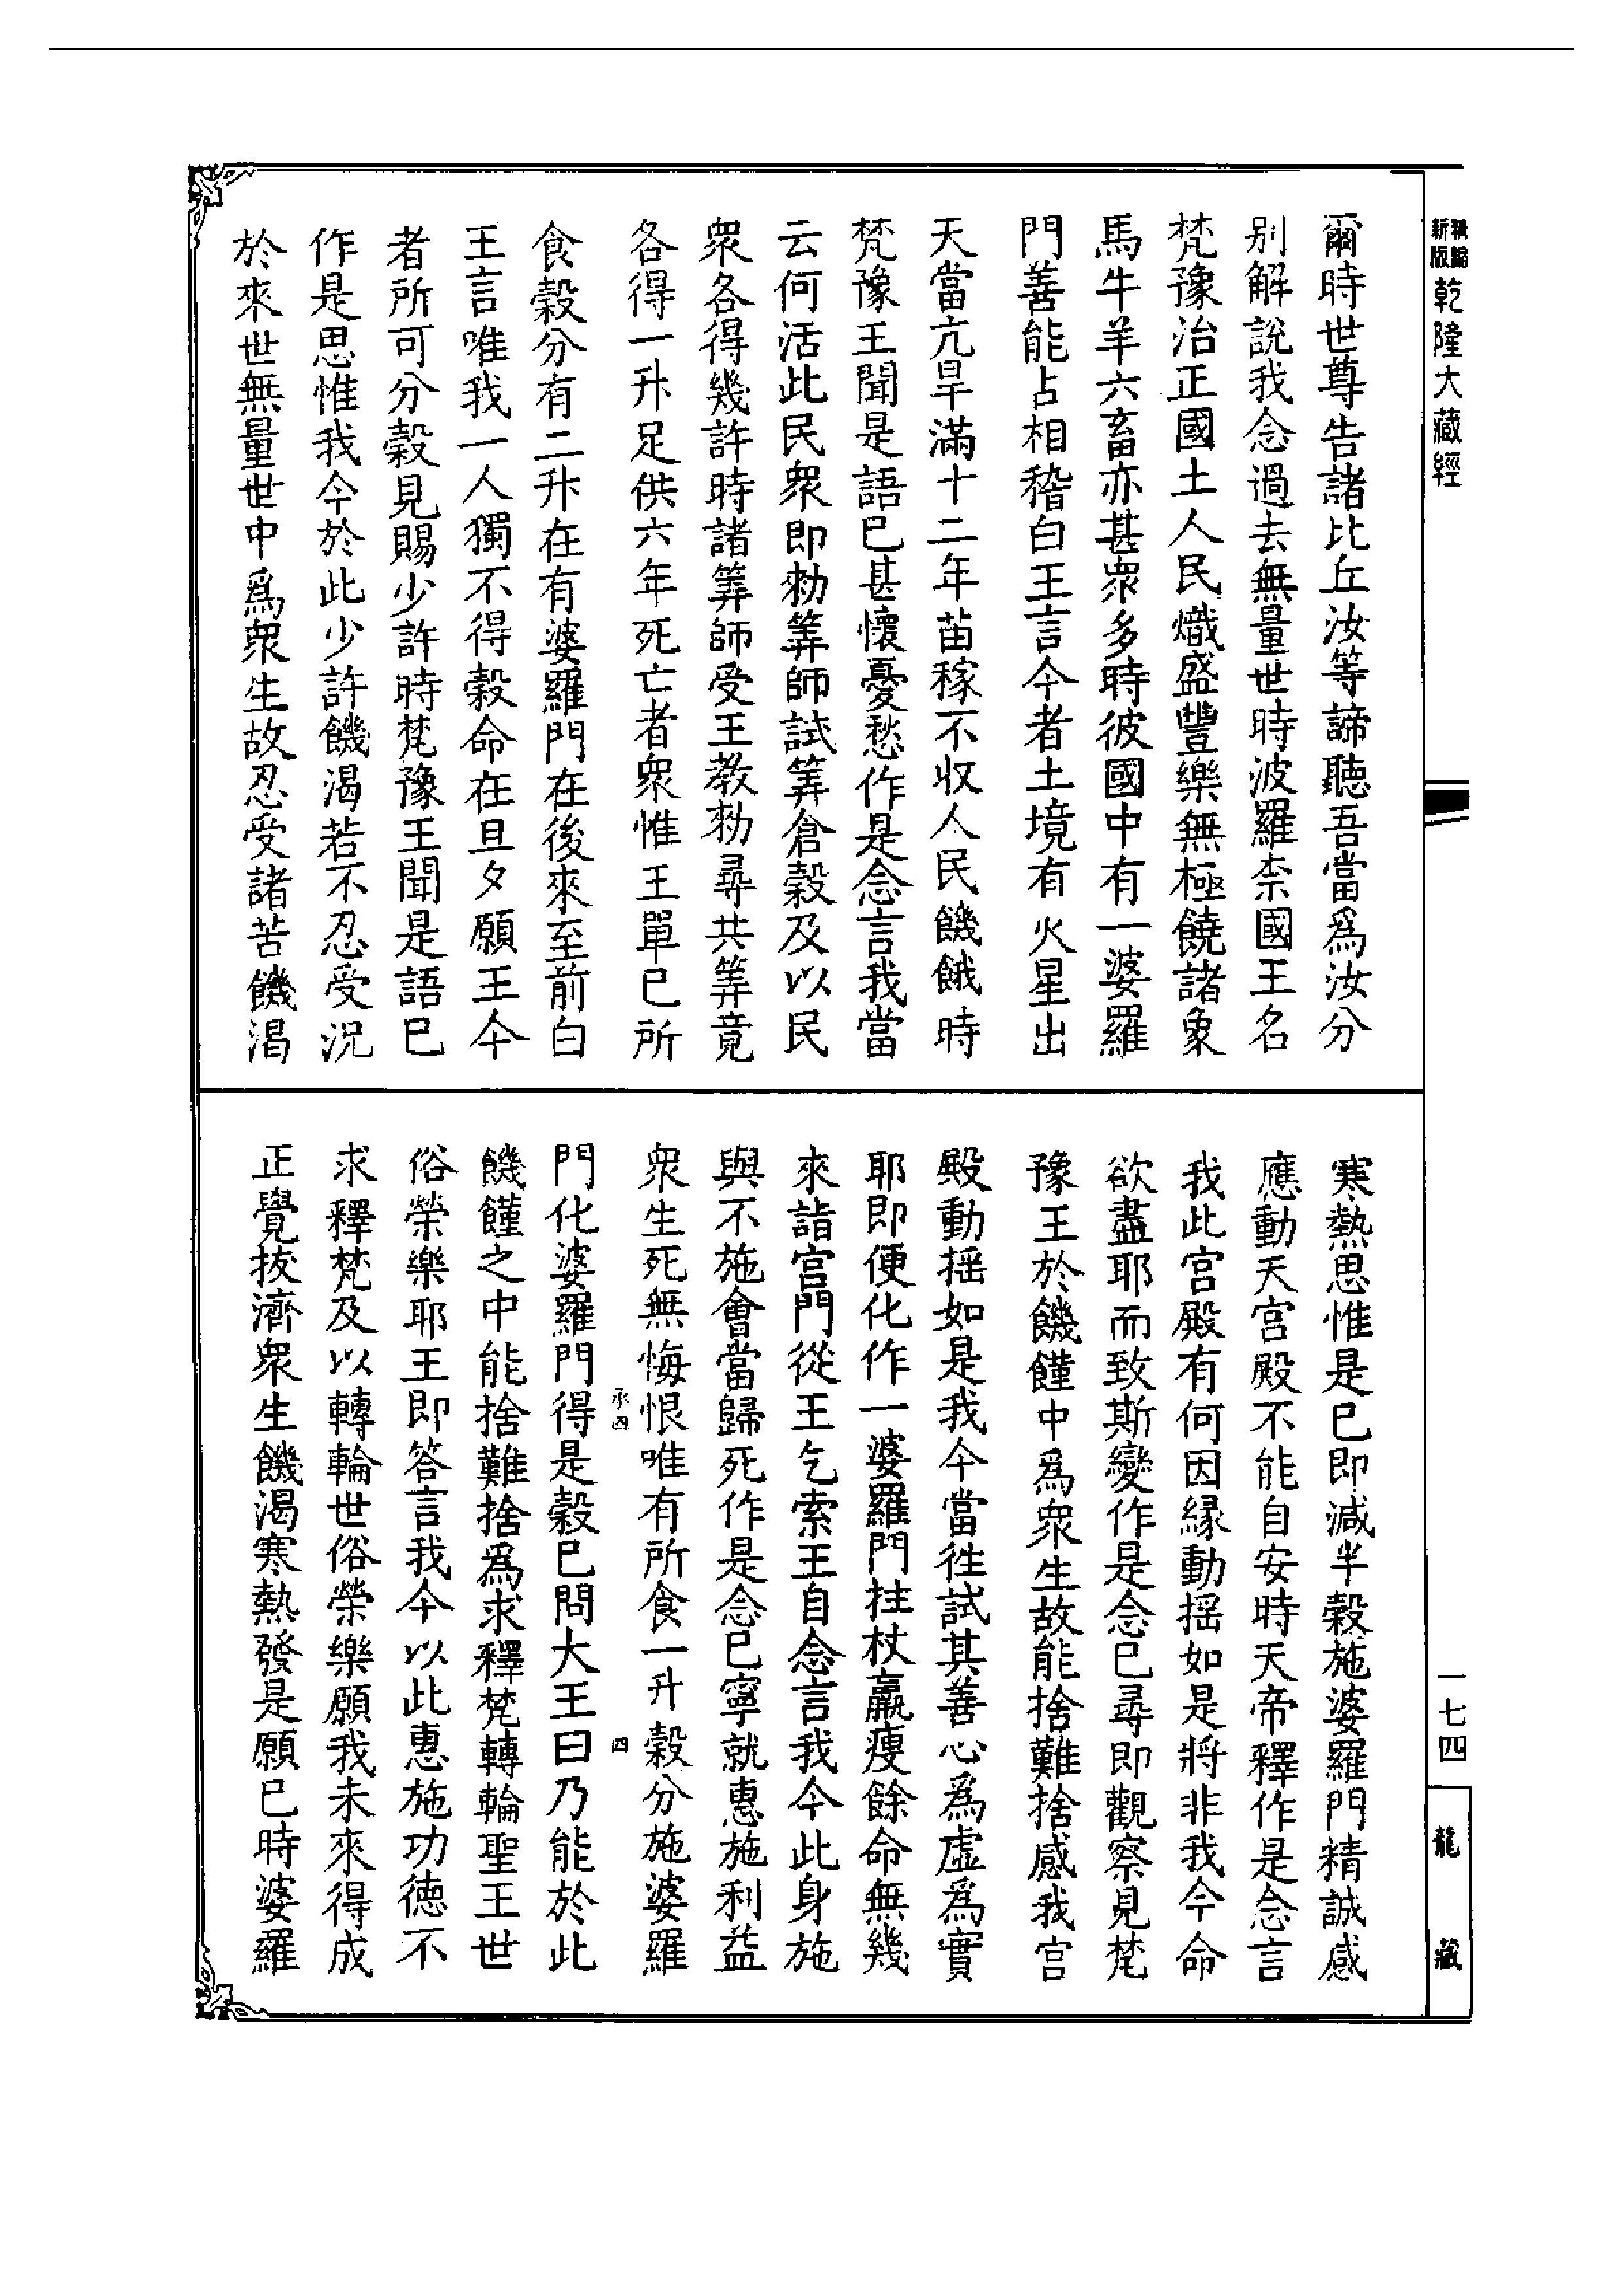 新編
新版
乾隆大藏經
爾時世尊告諸比丘汝等諦聽吾當爲汝分
別解說我念過去無量世時波羅柰國王名
梵豫治正國土人民熾盛豐樂無極饒諸象
馬牛羊六畜亦甚衆多時彼國中有一婆羅
門善能占相稽白王言今者土境有火星出
天當亢旱滿十二年苗稼不收人民饑餓時
梵豫王聞是語已甚懷憂愁作是念言我當
云何活此民衆即勑筭師試筭倉穀及以民
衆各得幾許時諸筭師受王教勑尋共筭竟
各得一升足供六年死亡者衆惟王單已所
食穀分有二升在有婆羅門在後來至前白
王言唯我一人獨不得穀命在旦夕願王今
者所可分穀見賜少許時梵豫王聞是語已
作是思惟我今於此少許饑渴若不忍受況
於來世無量世中爲衆生故忍受諸苦饑渴
寒熱思惟是已即減半穀施婆羅門精誠感
應動天宮殿不能自安時天帝釋作是念言
我此宮殿有何因緣動搖如是將非我今命
欲盡耶而致斯變作是念已尋即觀察見梵
豫王於饑饉中爲衆生故能捨難捨感我宮
殿動搖如是我今當往試其善心爲虛爲實
耶即便化作一婆羅門拄杖羸瘦餘命無幾
來詣宮門從王乞索王自念言我今此身施
與不施會當歸死作是念已寧就惠施利益
衆生死無悔恨唯有所食一升穀分施婆羅
承四
四
門化婆羅門得是穀已問大王曰乃能於此
饑饉之中能捨難捨爲求釋梵轉輪聖王世
俗榮樂耶王即答言我今以此惠施功德不
求釋梵及以轉輪世俗榮樂願我未來得成
正覺拔濟衆生饑渴寒熱發是願已時婆羅
一七四
龍藏